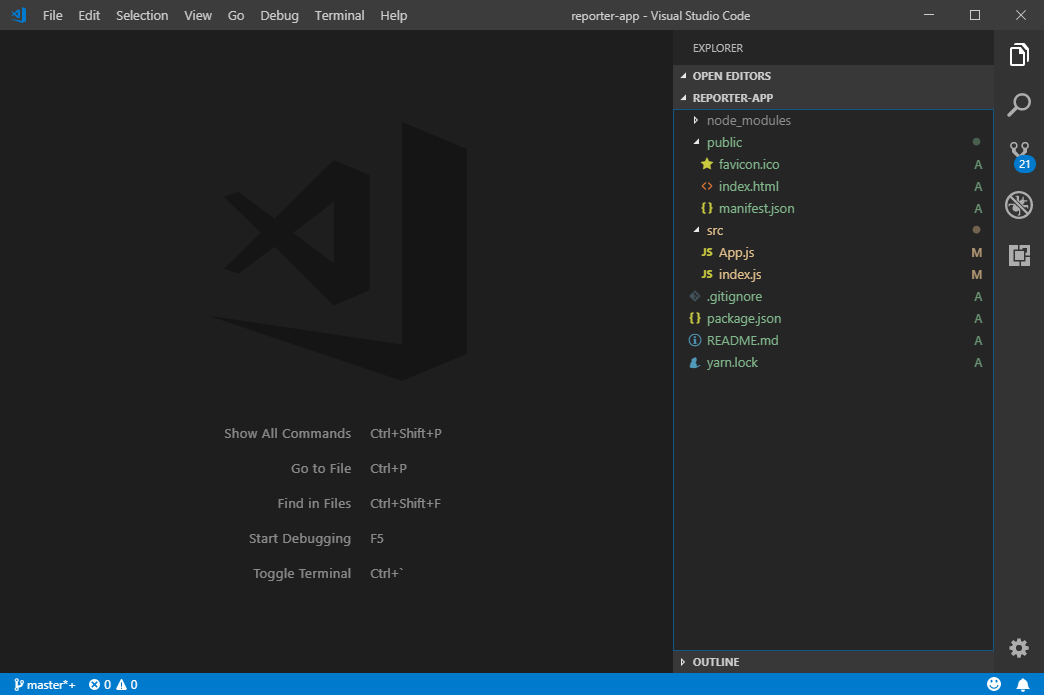 File Edit Selection View Go Debug Terminal Help
reporter-app - Visual Studio Code
Show All Commands Ctrl+Shift+P
Go to File Ctrl+P
Find in Files Ctrl+Shift+F
Start Debugging F5
Toggle Terminal Ctrl+`
EXPLORER
OPEN EDITORS
REPORTER-APP
node_modules
public
favicon.ico A
<> index.html A
{} manifest.json A
src
JS App.js M
JS index.js M
.gitignore A
{} package.json A
README.md A
yarn.lock A
OUTLINE
21
master*+ 0 0